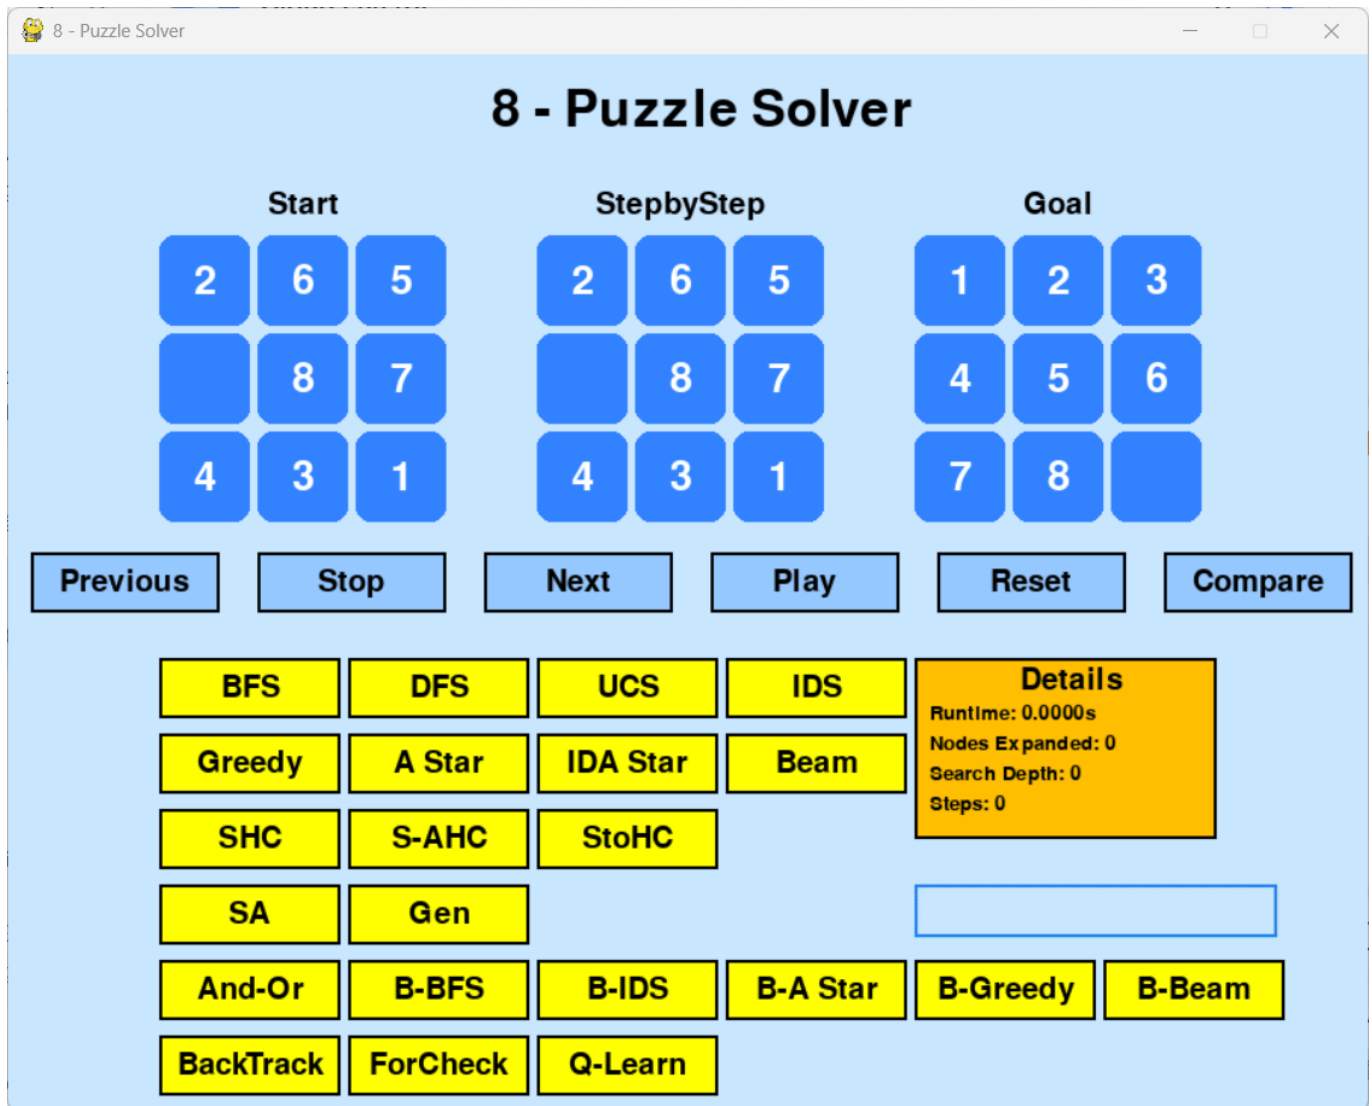 8 - Puzzle Solver
8 - Puzzle Solver
Start StepbyStep Goal
2 6 5 2 6 5 1 2 3
8 7 8 7 4 5 6
4 3 1 4 3 1 7 8
Previous Stop Next Play Reset Compare
BFS DFS UCS IDS
Details
Runtime: 0.0000s
Nodes Expanded: 0
Search Depth: 0
Steps: 0
Greedy A Star IDA Star Beam
SHC S-AHC StoHC
SA Gen
And-Or B-BFS B-IDS B-A Star B-Greedy B-Beam
BackTrack ForCheck Q-Learn